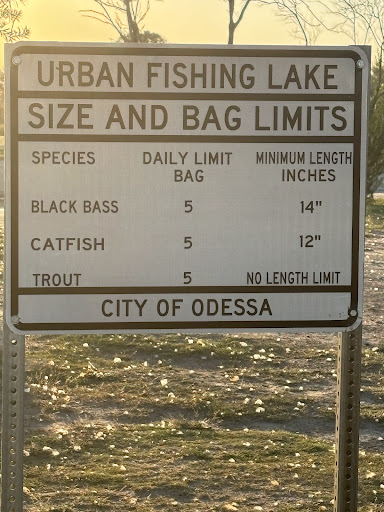 URBAN FISHING LAKE
SIZE AND BAG LIMITS
SPECIES DAILY LIMIT MINIMUM LENGTH
BAG INCHES
BLACK BASS 5 14"
CATFISH 5 12"
TROUT 5 NO LENGTH LIMIT
CITY OF ODESSA